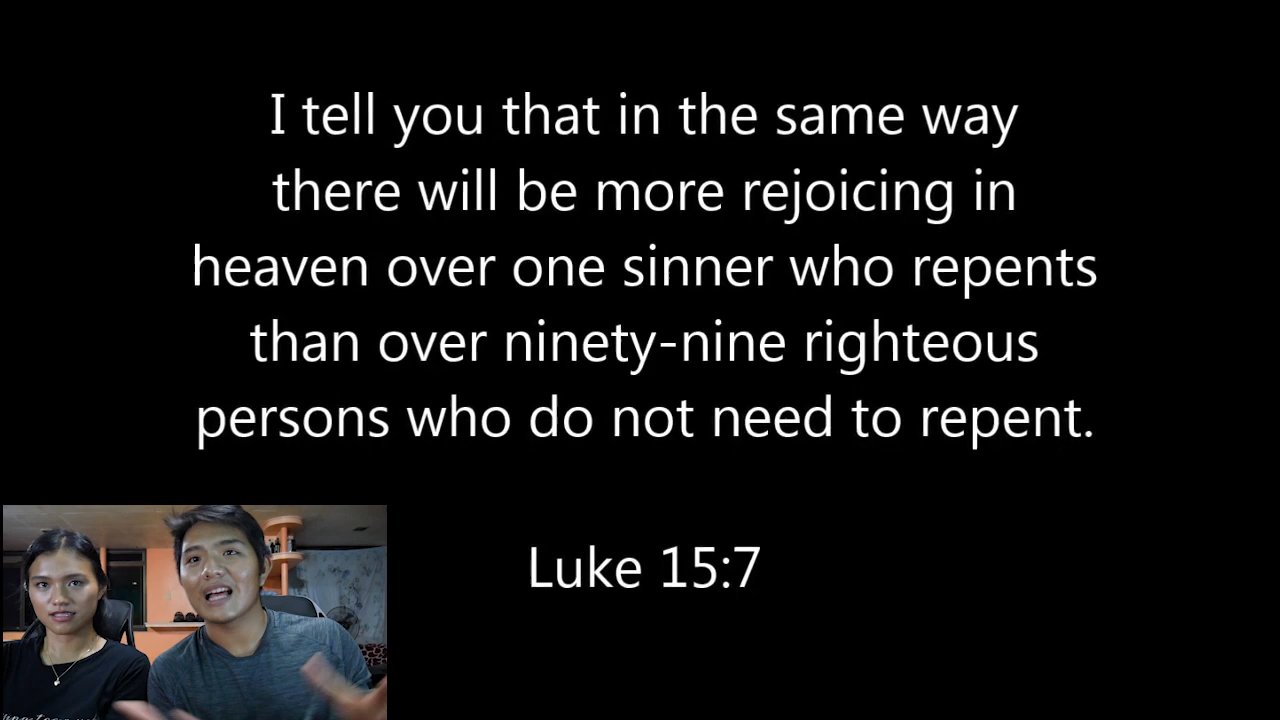 I tell you that in the same way
there will be more rejoicing in
heaven over one sinner who repents
than over ninety-nine righteous
persons who do not need to repent.
Luke 15:7